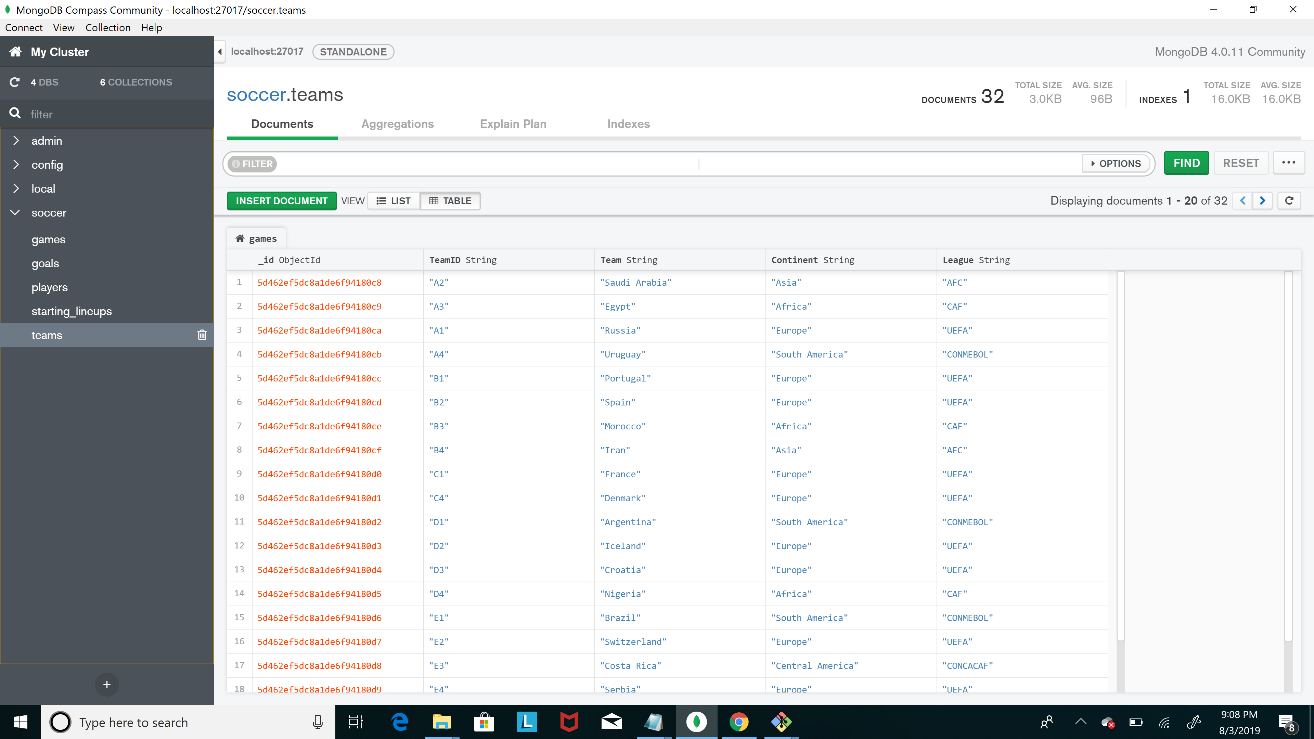 MongoDB Compass Community - localhost:27017/soccer.teams
Connect View Collection Help
My Cluster
localhost:27017 STANDALONE
MongoDB 4.0.11 Community
4 DBS 6 COLLECTIONS
filter
admin
config
local
soccer
games
goals
players
starting_lineups
teams
soccer.teams
DOCUMENTS 32 TOTAL SIZE 3.0KB AVG. SIZE 96B INDEXES 1 TOTAL SIZE 16.0KB AVG. SIZE 16.0KB
Documents Aggregations Explain Plan Indexes
FILTER OPTIONS FIND RESET ...
INSERT DOCUMENT VIEW LIST TABLE Displaying documents 1 - 20 of 32
games
_id ObjectId TeamID String Team String Continent String League String
1 5d462ef5dc8a1de6f94180c8 "A2" "Saudi Arabia" "Asia" "AFC"
2 5d462ef5dc8a1de6f94180c9 "A3" "Egypt" "Africa" "CAF"
3 5d462ef5dc8a1de6f94180ca "A1" "Russia" "Europe" "UEFA"
4 5d462ef5dc8a1de6f94180cb "A4" "Uruguay" "South America" "CONMEBOL"
5 5d462ef5dc8a1de6f94180cc "B1" "Portugal" "Europe" "UEFA"
6 5d462ef5dc8a1de6f94180cd "B2" "Spain" "Europe" "UEFA"
7 5d462ef5dc8a1de6f94180ce "B3" "Morocco" "Africa" "CAF"
8 5d462ef5dc8a1de6f94180cf "B4" "Iran" "Asia" "AFC"
9 5d462ef5dc8a1de6f94180d0 "C1" "France" "Europe" "UEFA"
10 5d462ef5dc8a1de6f94180d1 "C4" "Denmark" "Europe" "UEFA"
11 5d462ef5dc8a1de6f94180d2 "D1" "Argentina" "South America" "CONMEBOL"
12 5d462ef5dc8a1de6f94180d3 "D2" "Iceland" "Europe" "UEFA"
13 5d462ef5dc8a1de6f94180d4 "D3" "Croatia" "Europe" "UEFA"
14 5d462ef5dc8a1de6f94180d5 "D4" "Nigeria" "Africa" "CAF"
15 5d462ef5dc8a1de6f94180d6 "E1" "Brazil" "South America" "CONMEBOL"
16 5d462ef5dc8a1de6f94180d7 "E2" "Switzerland" "Europe" "UEFA"
17 5d462ef5dc8a1de6f94180d8 "E3" "Costa Rica" "Central America" "CONCACAF"
18 5d462ef5dc8a1de6f94180d9 "E4" "Serbia" "Europe" "UEFA"
Type here to search
9:08 PM
8/3/2019
8